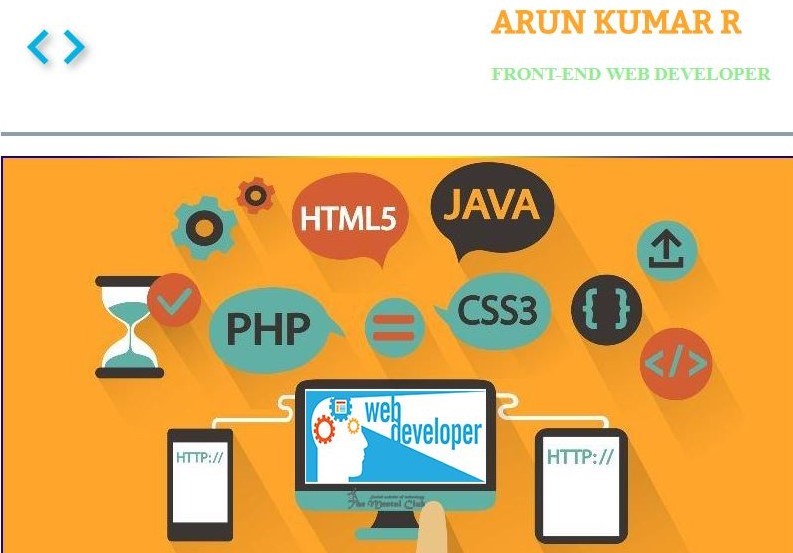 ARUN KUMAR R
FRONT-END WEB DEVELOPER
HTML5
JAVA
PHP
CSS3
web
developer
HTTP://
HTTP://